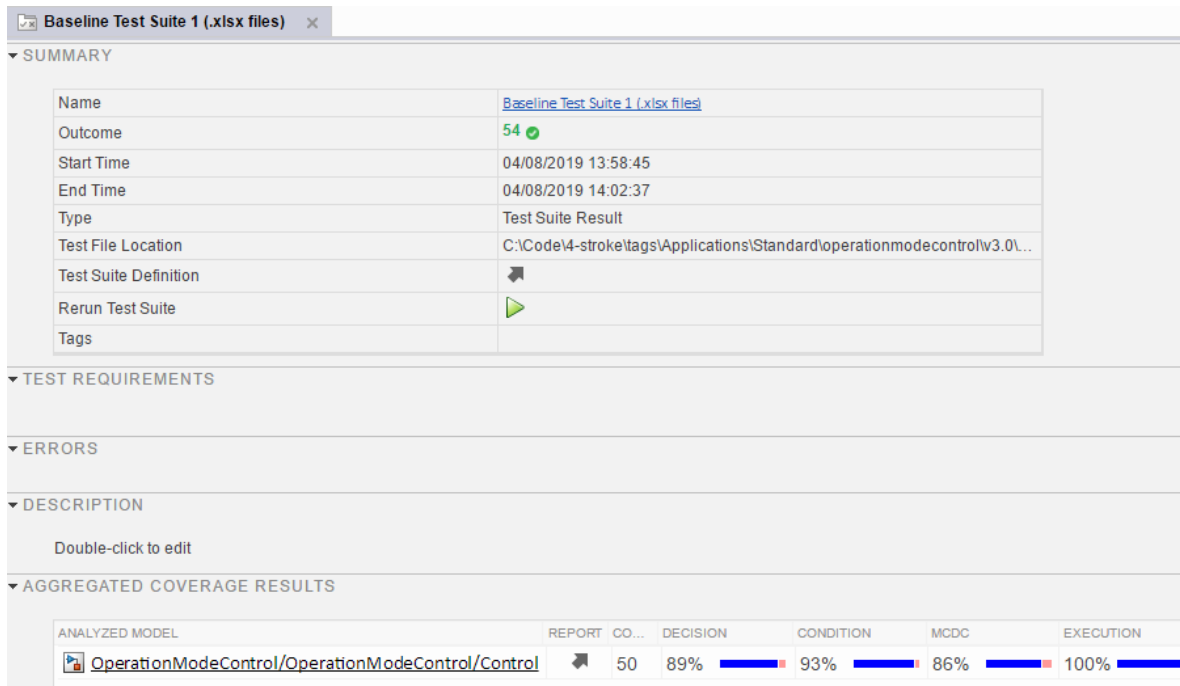 Baseline Test Suite 1 (.xlsx files)
SUMMARY
Name Baseline Test Suite 1 (.xlsx files)
Outcome 54
Start Time 04/08/2019 13:58:45
End Time 04/08/2019 14:02:37
Type Test Suite Result
Test File Location C:\Code\4-stroke\tags\Applications\Standard\operationmodecontrol\v3.0\...
Test Suite Definition
Rerun Test Suite
Tags
TEST REQUIREMENTS
ERRORS
DESCRIPTION
Double-click to edit
AGGREGATED COVERAGE RESULTS
ANALYZED MODEL REPORT CO... DECISION CONDITION MCDC EXECUTION
OperationModeControl/OperationModeControl/Control 50 89% 93% 86% 100%